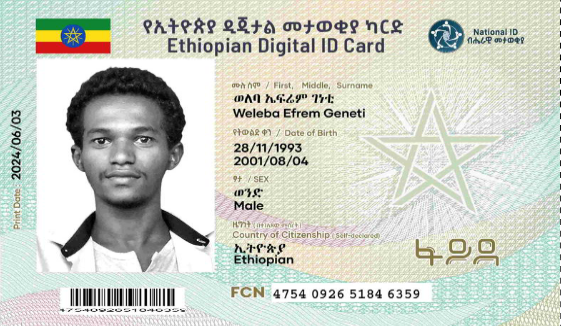 የኢትዮጵያ ዲጂታል መታወቂያ ካርድ
Ethiopian Digital ID Card
National ID
ብሔራዊ መታወቂያ
ሙሉ ስም / First, Middle, Surname
ወለባ ኤፍሬም ገነቲ
Weleba Efrem Geneti
የትውልድ ቀን / Date of Birth
28/11/1993
2001/08/04
ፆታ / SEX
ወንድ
Male
ዜግነት
Country of Citizenship (Self-declared)
ኢትዮጵያ
Ethiopian
FCN 4754 0926 5184 6359
4754092651846359
Print Date - 2024/06/03
ፋይዳ